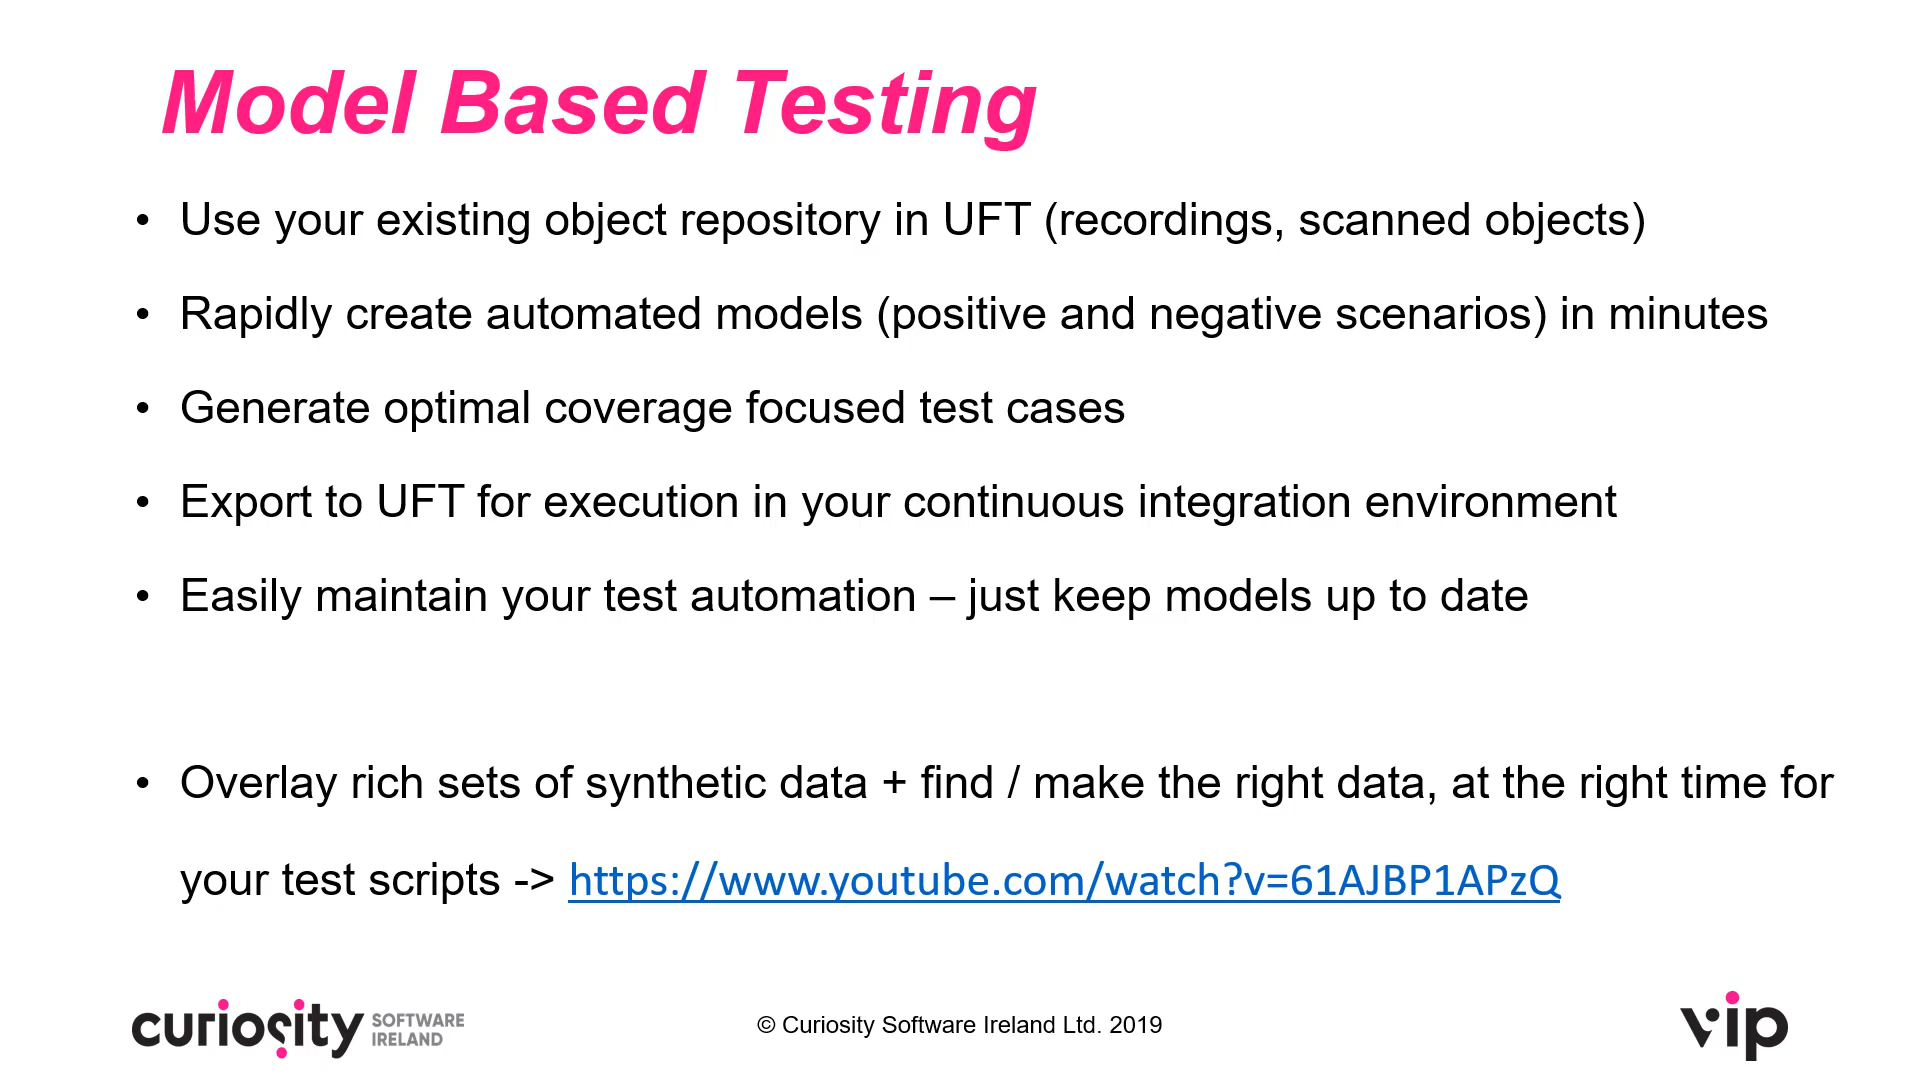 Model Based Testing
• Use your existing object repository in UFT (recordings, scanned objects)
• Rapidly create automated models (positive and negative scenarios) in minutes
• Generate optimal coverage focused test cases
• Export to UFT for execution in your continuous integration environment
• Easily maintain your test automation – just keep models up to date
• Overlay rich sets of synthetic data + find / make the right data, at the right time for
your test scripts -> https://www.youtube.com/watch?v=61AJBP1APzQ
curiosity SOFTWARE
IRELAND
© Curiosity Software Ireland Ltd. 2019
vip